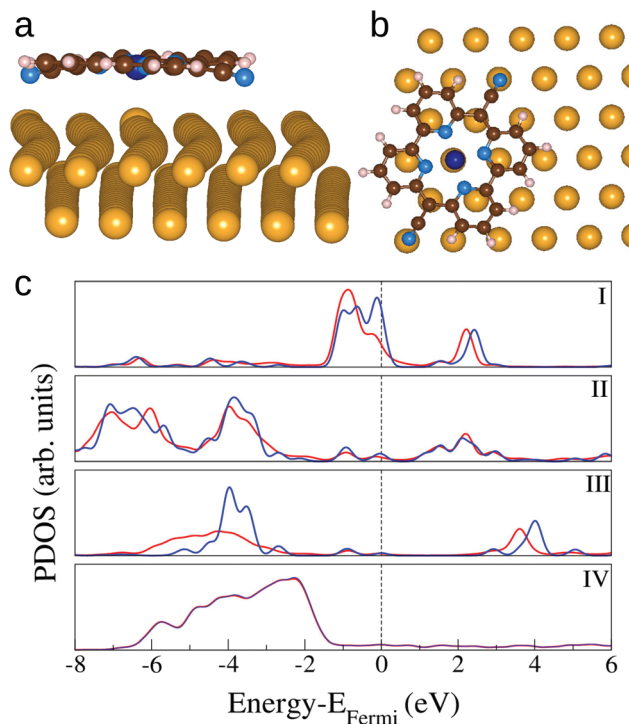 a
b
c
I
II
III
IV
PDOS (arb. units)
-8 -6 -4 -2 0 2 4 6
Energy-E_Fermi (eV)